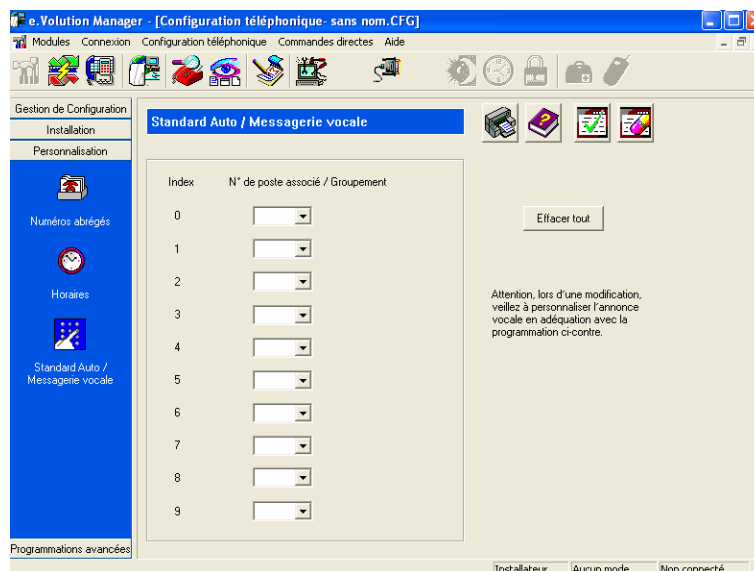 e.Volution Manager - [Configuration téléphonique- sans nom.CFG]
Modules Connexion Configuration téléphonique Commandes directes Aide
Gestion de Configuration
Installation
Personnalisation
Numéros abrégés
Horaires
Standard Auto /
Messagerie vocale
Programmations avancées
Standard Auto / Messagerie vocale
Index N° de poste associé / Groupement
0
1
2
3
4
5
6
7
8
9
Effacer tout
Attention, lors d'une modification,
veillez à personnaliser l'annonce
vocale en adéquation avec la
programmation ci-contre.
Installateur Aucun mode Non connecté